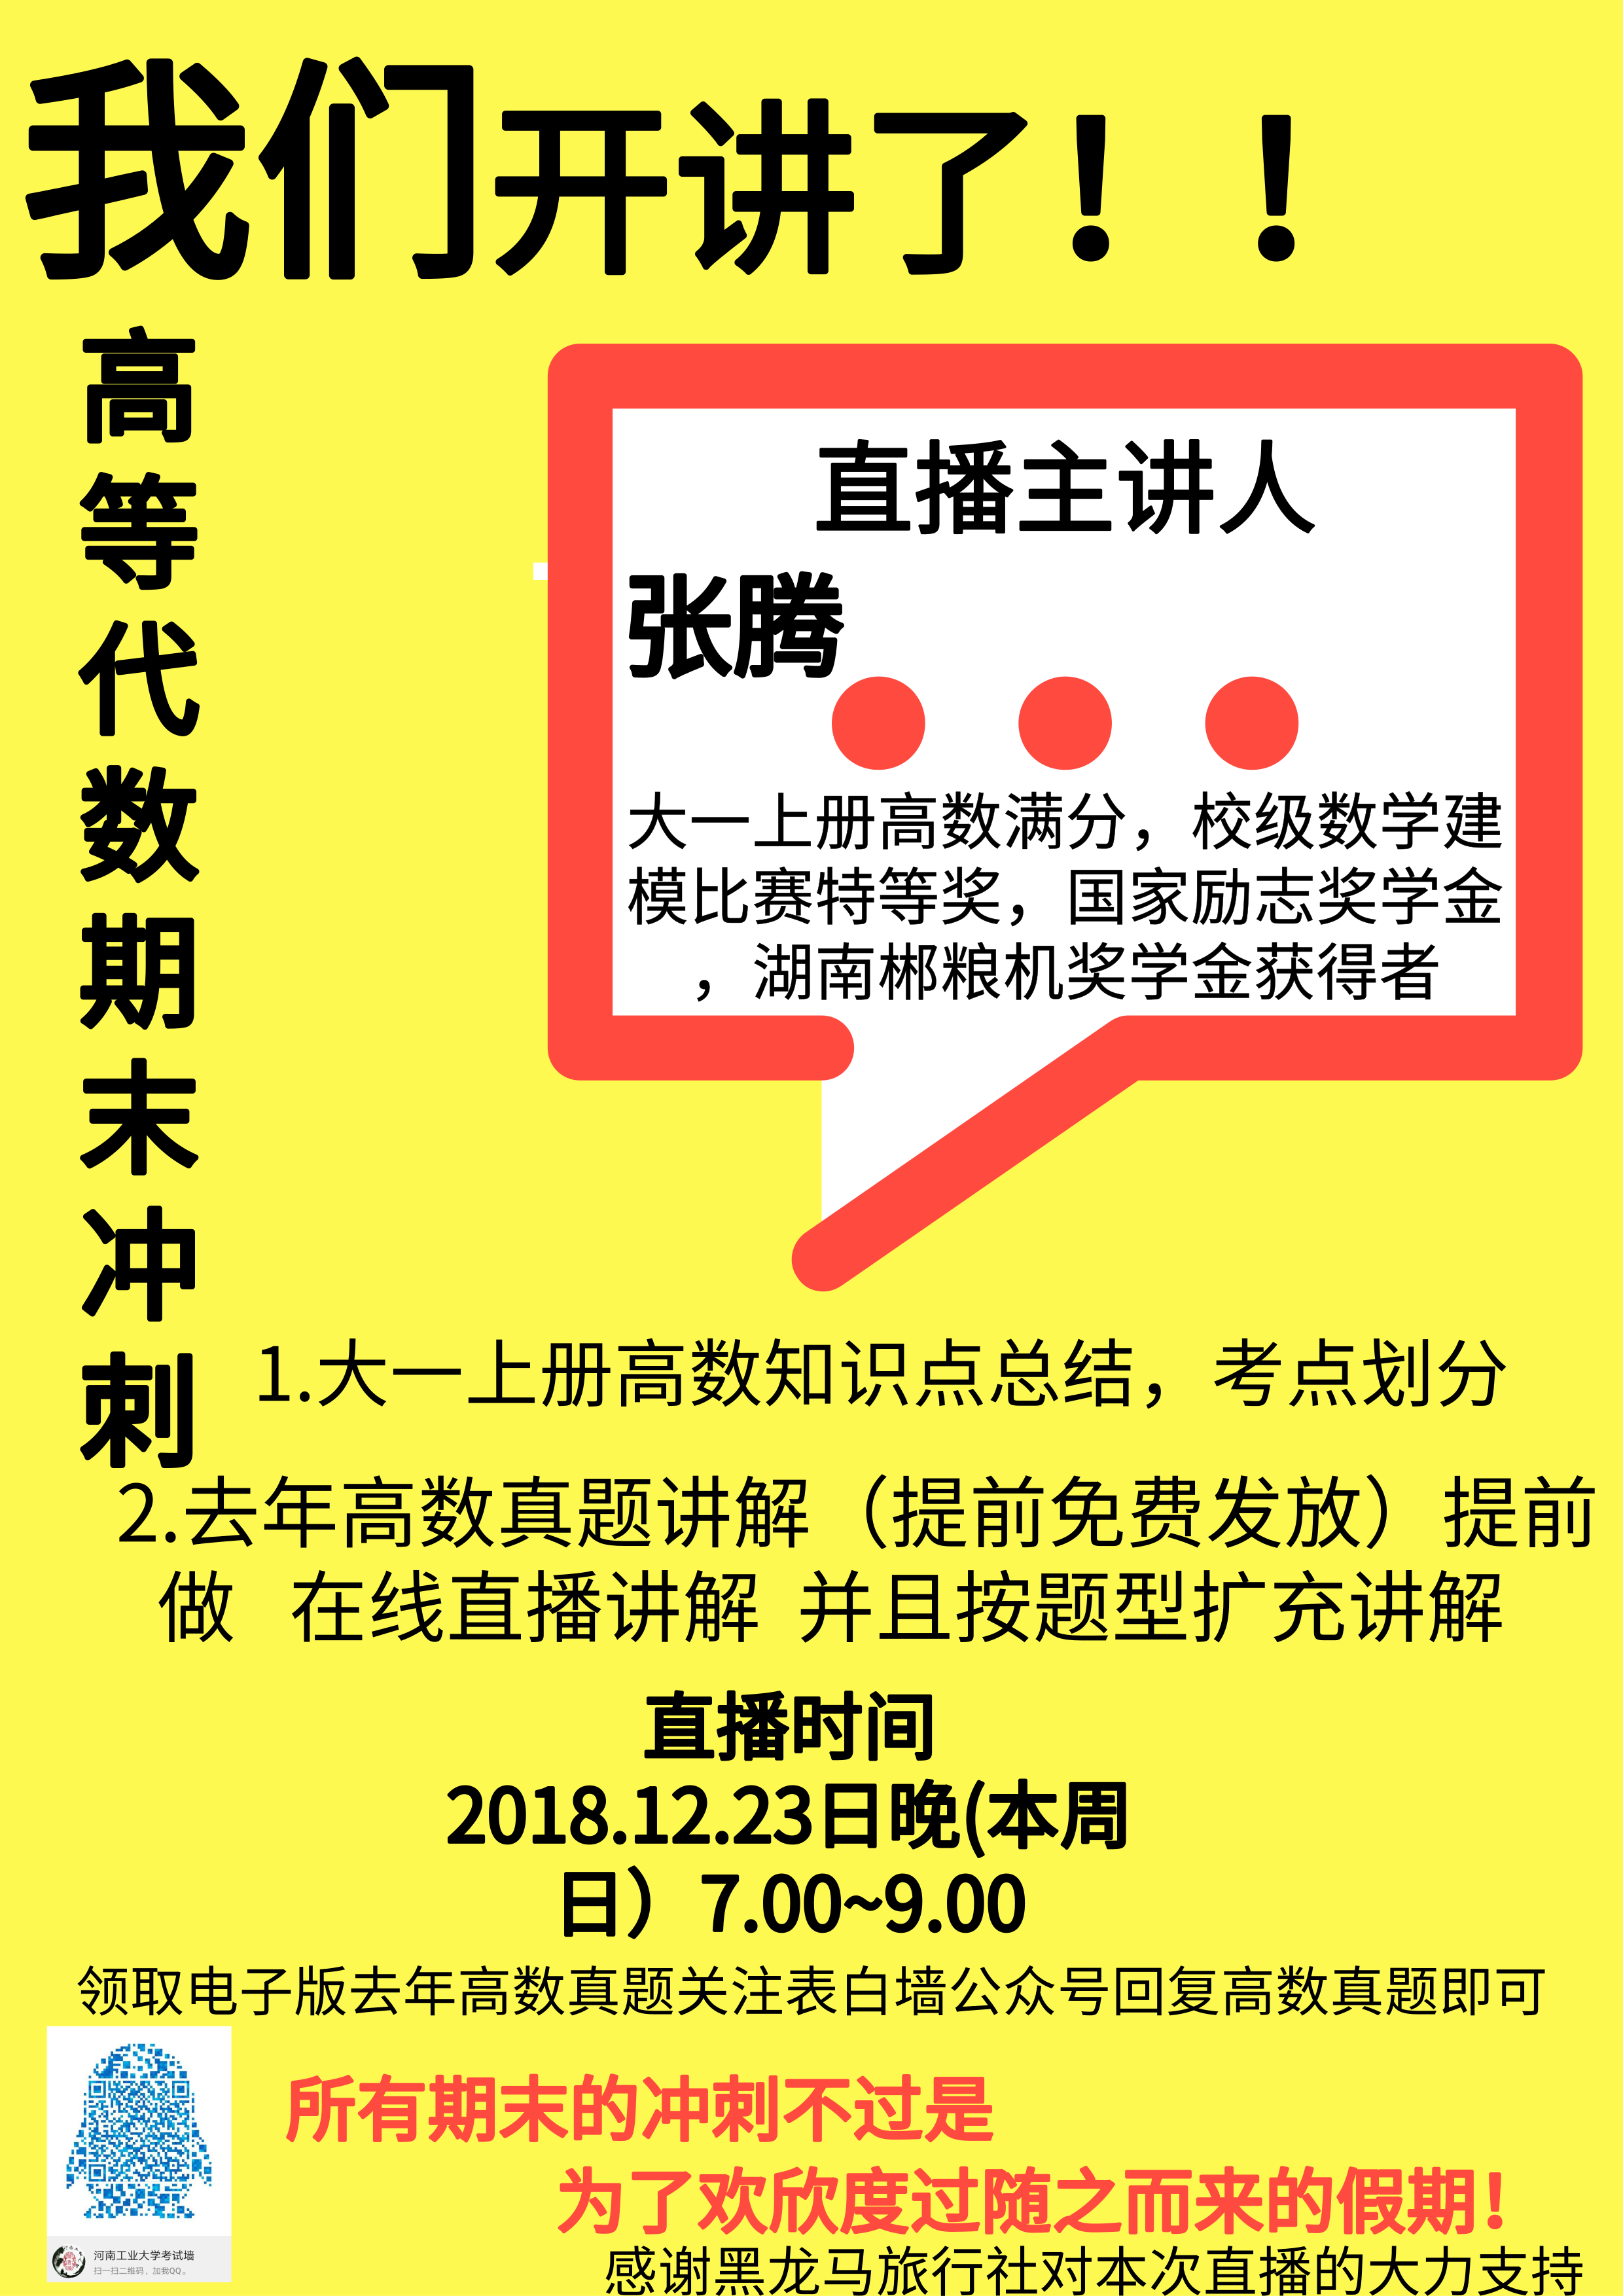 我们开讲了！！
高等代数期末冲刺
直播主讲人
张腾
大一上册高数满分，校级数学建
模比赛特等奖，国家励志奖学金
，湖南郴粮机奖学金获得者
1.大一上册高数知识点总结，考点划分
2.去年高数真题讲解（提前免费发放） 提前
做 在线直播讲解 并且按题型扩充讲解
直播时间
2018.12.23日晚(本周
日）7.00~9.00
领取电子版去年高数真题关注表白墙公众号回复高数真题即可
所有期末的冲刺不过是
为了欢欣度过随之而来的假期！
河南工业大学考试墙
扫一扫二维码，加我QQ。
感谢黑龙马旅行社对本次直播的大力支持